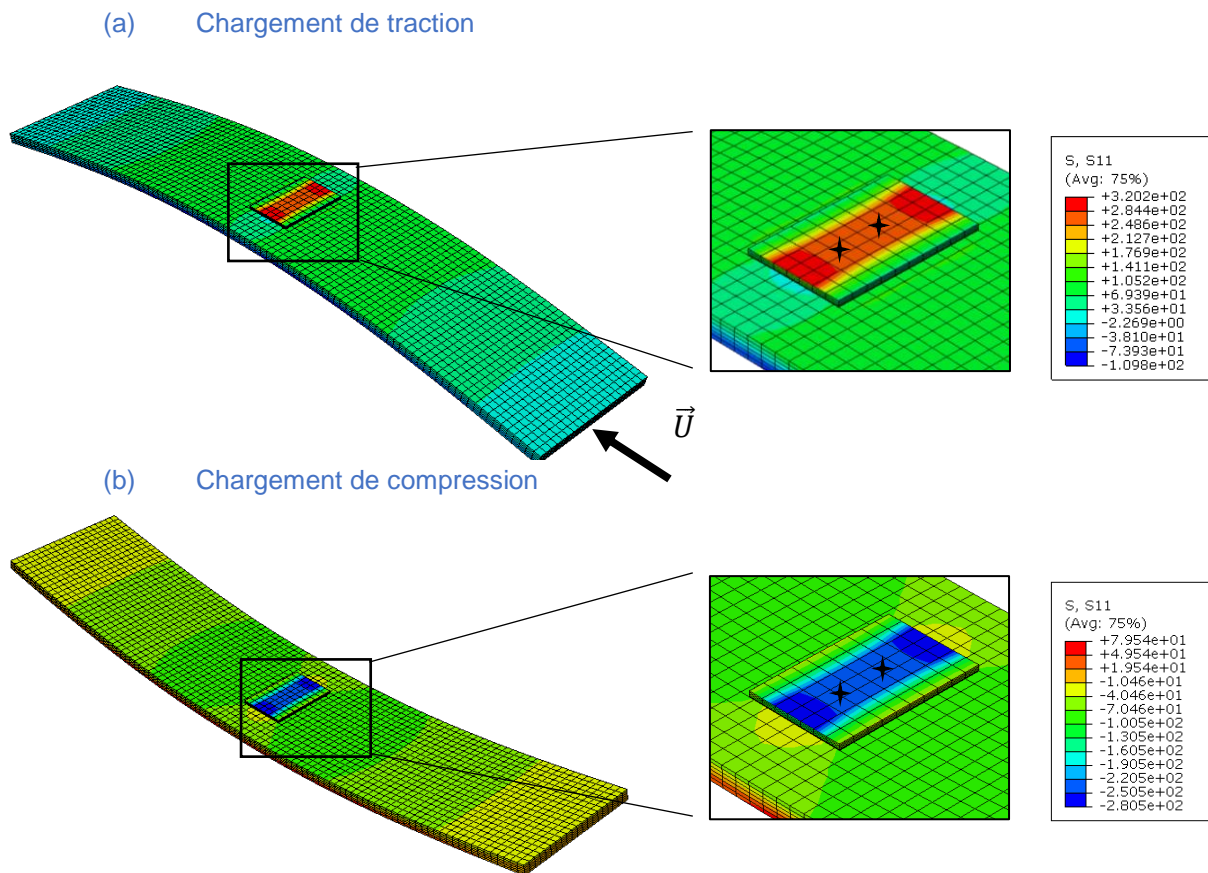 (a) Chargement de traction
S, S11
(Avg: 75%)
+3.202e+02
+2.844e+02
+2.486e+02
+2.127e+02
+1.769e+02
+1.411e+02
+1.052e+02
+6.939e+01
+3.356e+01
-2.269e+00
-3.810e+01
-7.393e+01
-1.098e+02
U⃗
(b) Chargement de compression
S, S11
(Avg: 75%)
+7.954e+01
+4.954e+01
+1.954e+01
-1.046e+01
-4.046e+01
-7.046e+01
-1.005e+02
-1.305e+02
-1.605e+02
-1.905e+02
-2.205e+02
-2.505e+02
-2.805e+02